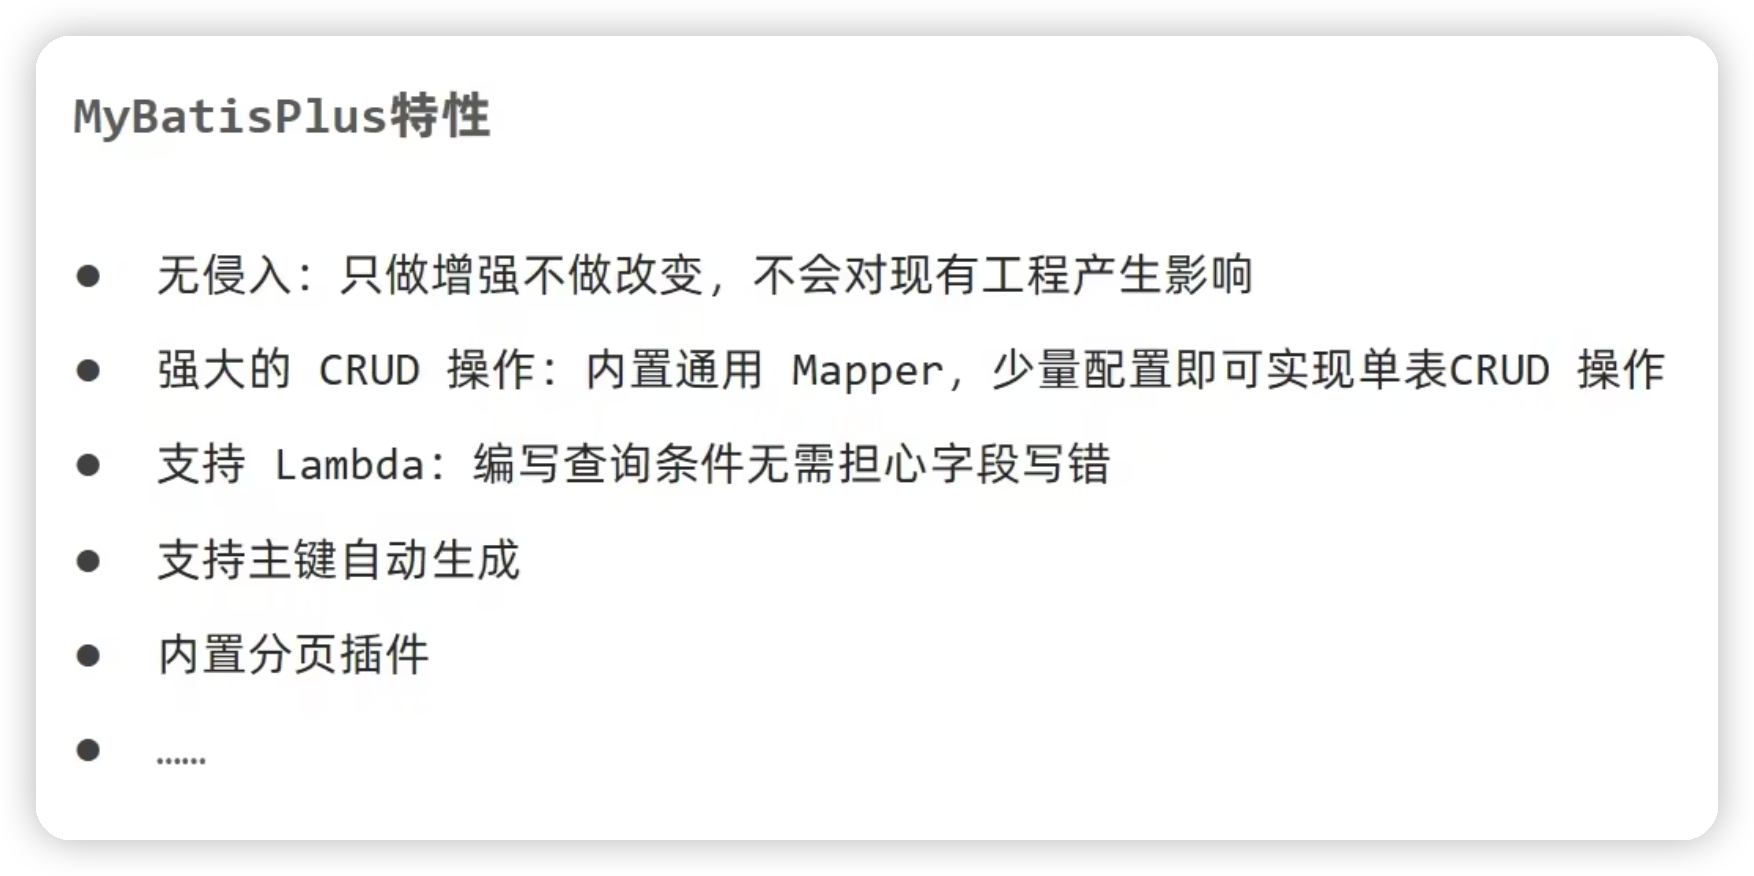 MyBatisPlus特性
● 无侵入：只做增强不做改变，不会对现有工程产生影响
● 强大的 CRUD 操作：内置通用 Mapper，少量配置即可实现单表CRUD 操作
● 支持 Lambda：编写查询条件无需担心字段写错
● 支持主键自动生成
● 内置分页插件
● ……